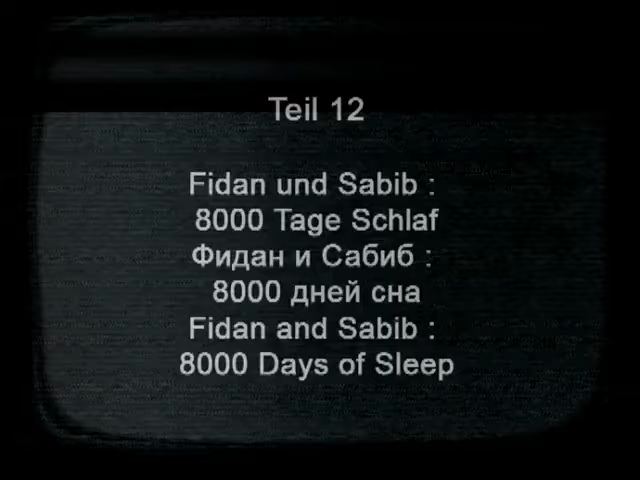 Teil 12
Fidan und Sabib :
8000 Tage Schlaf
Фидан и Сабиб :
8000 дней сна
Fidan and Sabib :
8000 Days of Sleep